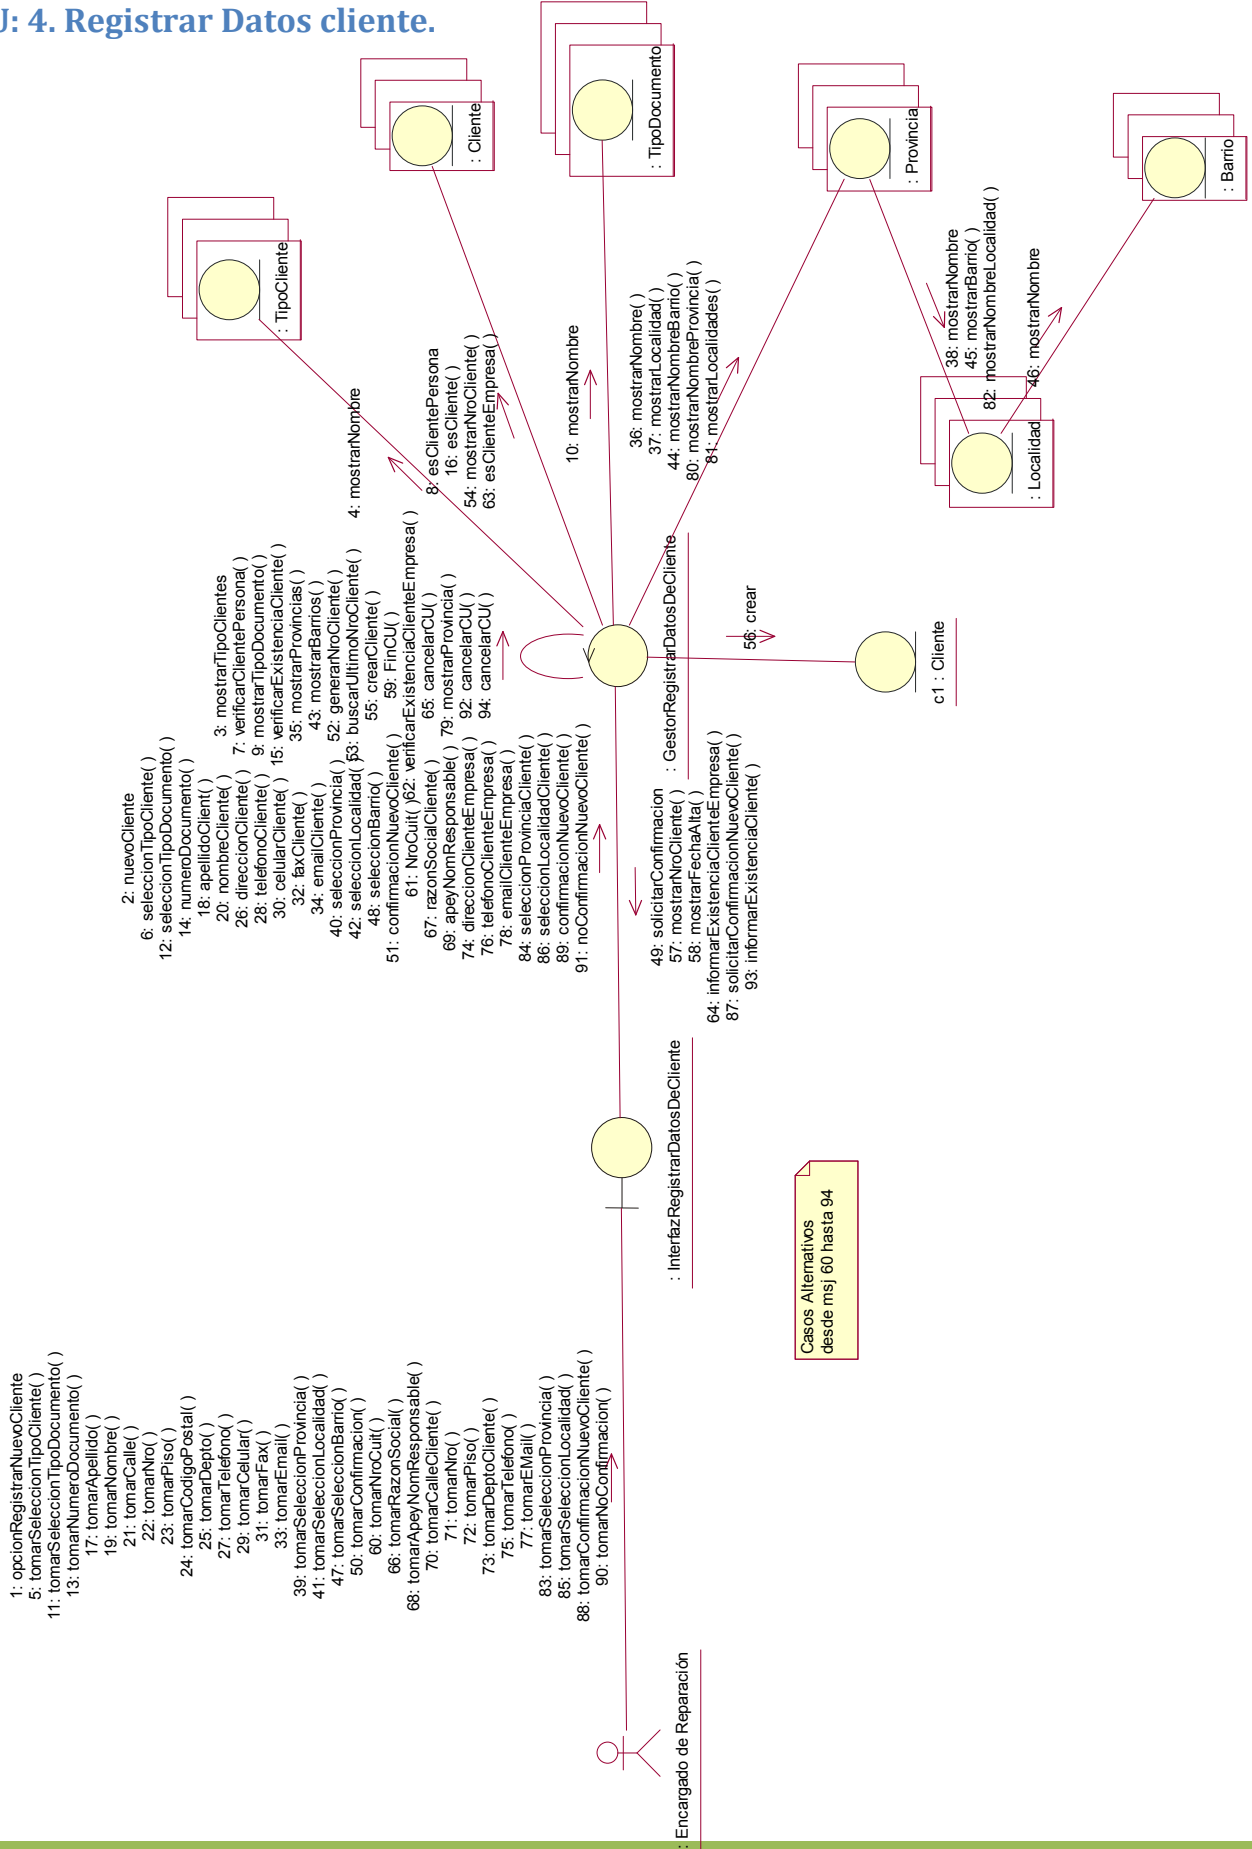 U: 4. Registrar Datos cliente.
1: opcionRegistrarNuevoCliente
5: tomarSeleccionTipoCliente( )
11: tomarSeleccionTipoDocumento( )
13: tomarNumeroDocumento( )
17: tomarApellido( )
19: tomarNombre( )
21: tomarCalle( )
22: tomarNro( )
23: tomarPiso( )
24: tomarCodigoPostal( )
25: tomarDepto( )
27: tomarTelefono( )
29: tomarCelular( )
31: tomarFax( )
33: tomarEmail( )
39: tomarSeleccionProvincia( )
41: tomarSeleccionLocalidad( )
47: tomarSeleccionBarrio( )
50: tomarConfirmacion( )
60: tomarNroCuit( )
66: tomarRazonSocial( )
68: tomarApeyNomResponsable( )
70: tomarCalleCliente( )
71: tomarNro( )
72: tomarPiso( )
73: tomarDeptoCliente( )
75: tomarTelefono( )
77: tomarEMail( )
83: tomarSeleccionProvincia( )
85: tomarSeleccionLocalidad( )
88: tomarConfirmacionNuevoCliente( )
90: tomarNoConfirmacion( )
: Encargado de Reparación
2: nuevoCliente
6: seleccionTipoCliente( )
12: seleccionTipoDocumento( )
14: numeroDocumento( )
18: apellidoClient( )
20: nombreCliente( )
26: direccionCliente( )
28: telefonoCliente( )
30: celularCliente( )
32: faxCliente( )
34: emailCliente( )
40: seleccionProvincia( )
42: seleccionLocalidad( )
48: seleccionBarrio( )
51: confirmacionNuevoCliente( )
61: NroCuit( )
67: razonSocialCliente( )
69: apeyNomResponsable( )
74: direccionClienteEmpresa( )
76: telefonoClienteEmpresa( )
78: emailClienteEmpresa( )
84: seleccionProvinciaCliente( )
86: seleccionLocalidadCliente( )
89: confirmacionNuevoCliente( )
91: noConfirmacionNuevoCliente( )
49: solicitarConfirmacion
57: mostrarNroCliente( )
58: mostrarFechaAlta( )
64: informarExistenciaClienteEmpresa( )
87: solicitarConfirmacionNuevoCliente( )
93: informarExistenciaCliente( )
: InterfazRegistrarDatosDeCliente
Casos Alternativos
desde msj 60 hasta 94
3: mostrarTipoClientes
7: verificarClientePersona( )
9: mostrarTipoDocumento( )
15: verificarExistenciaCliente( )
35: mostrarProvincias( )
43: mostrarBarrios( )
52: generarNroCliente( )
53: buscarUltimoNroCliente( )
55: crearCliente( )
59: FinCU( )
62: verificarExistenciaClienteEmpresa( )
65: cancelarCU( )
79: mostrarProvincia( )
92: cancelarCU( )
94: cancelarCU( )
: GestorRegistrarDatosDeCliente
4: mostrarNombre
: TipoCliente
8: esClientePersona
16: esCliente( )
54: mostrarNroCliente( )
63: esClienteEmpresa( )
: Cliente
10: mostrarNombre
: TipoDocumento
36: mostrarNombre( )
37: mostrarLocalidad( )
44: mostrarNombreBarrio( )
80: mostrarNombreProvincia( )
81: mostrarLocalidades( )
: Provincia
38: mostrarNombre
45: mostrarBarrio( )
82: mostrarNombreLocalidad( )
: Localidad
46: mostrarNombre
: Barrio
56: crear
c1 : Cliente